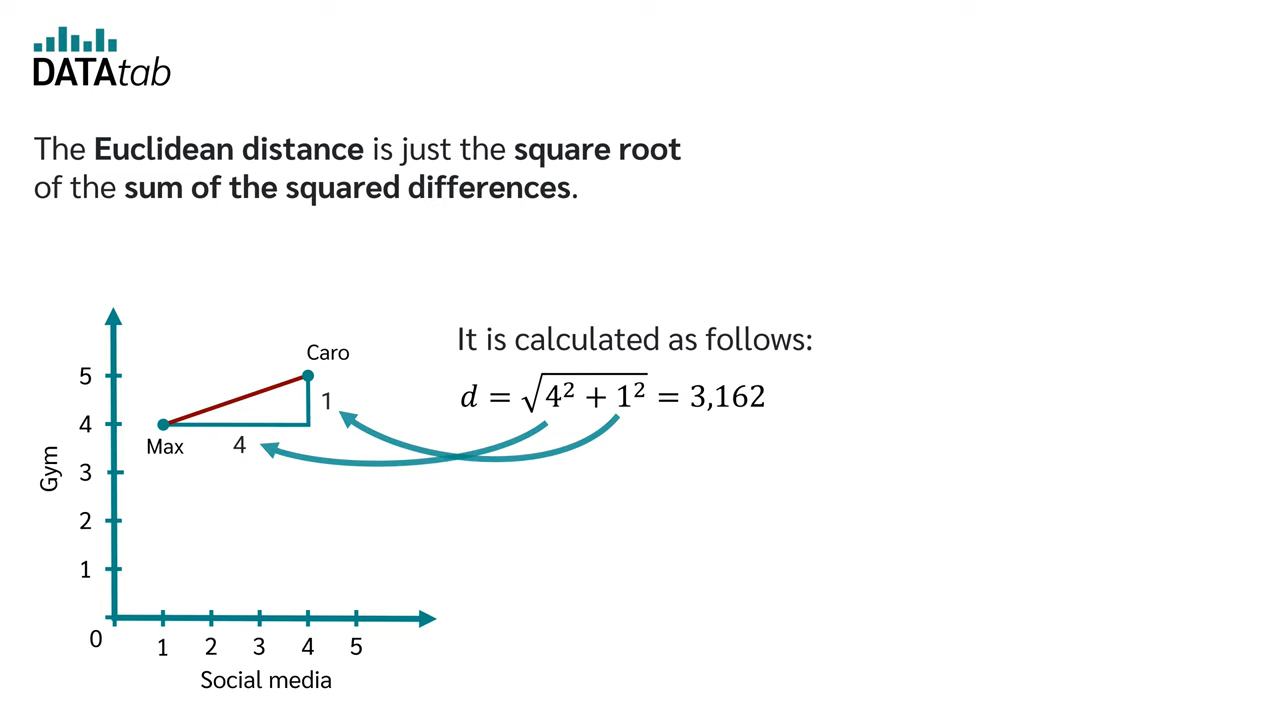 DATAtab
The Euclidean distance is just the square root
of the sum of the squared differences.
It is calculated as follows:
d = √4² + 1² = 3,162
Caro
5
1
4
Max
4
Gym
3
2
1
0
1 2 3 4 5
Social media